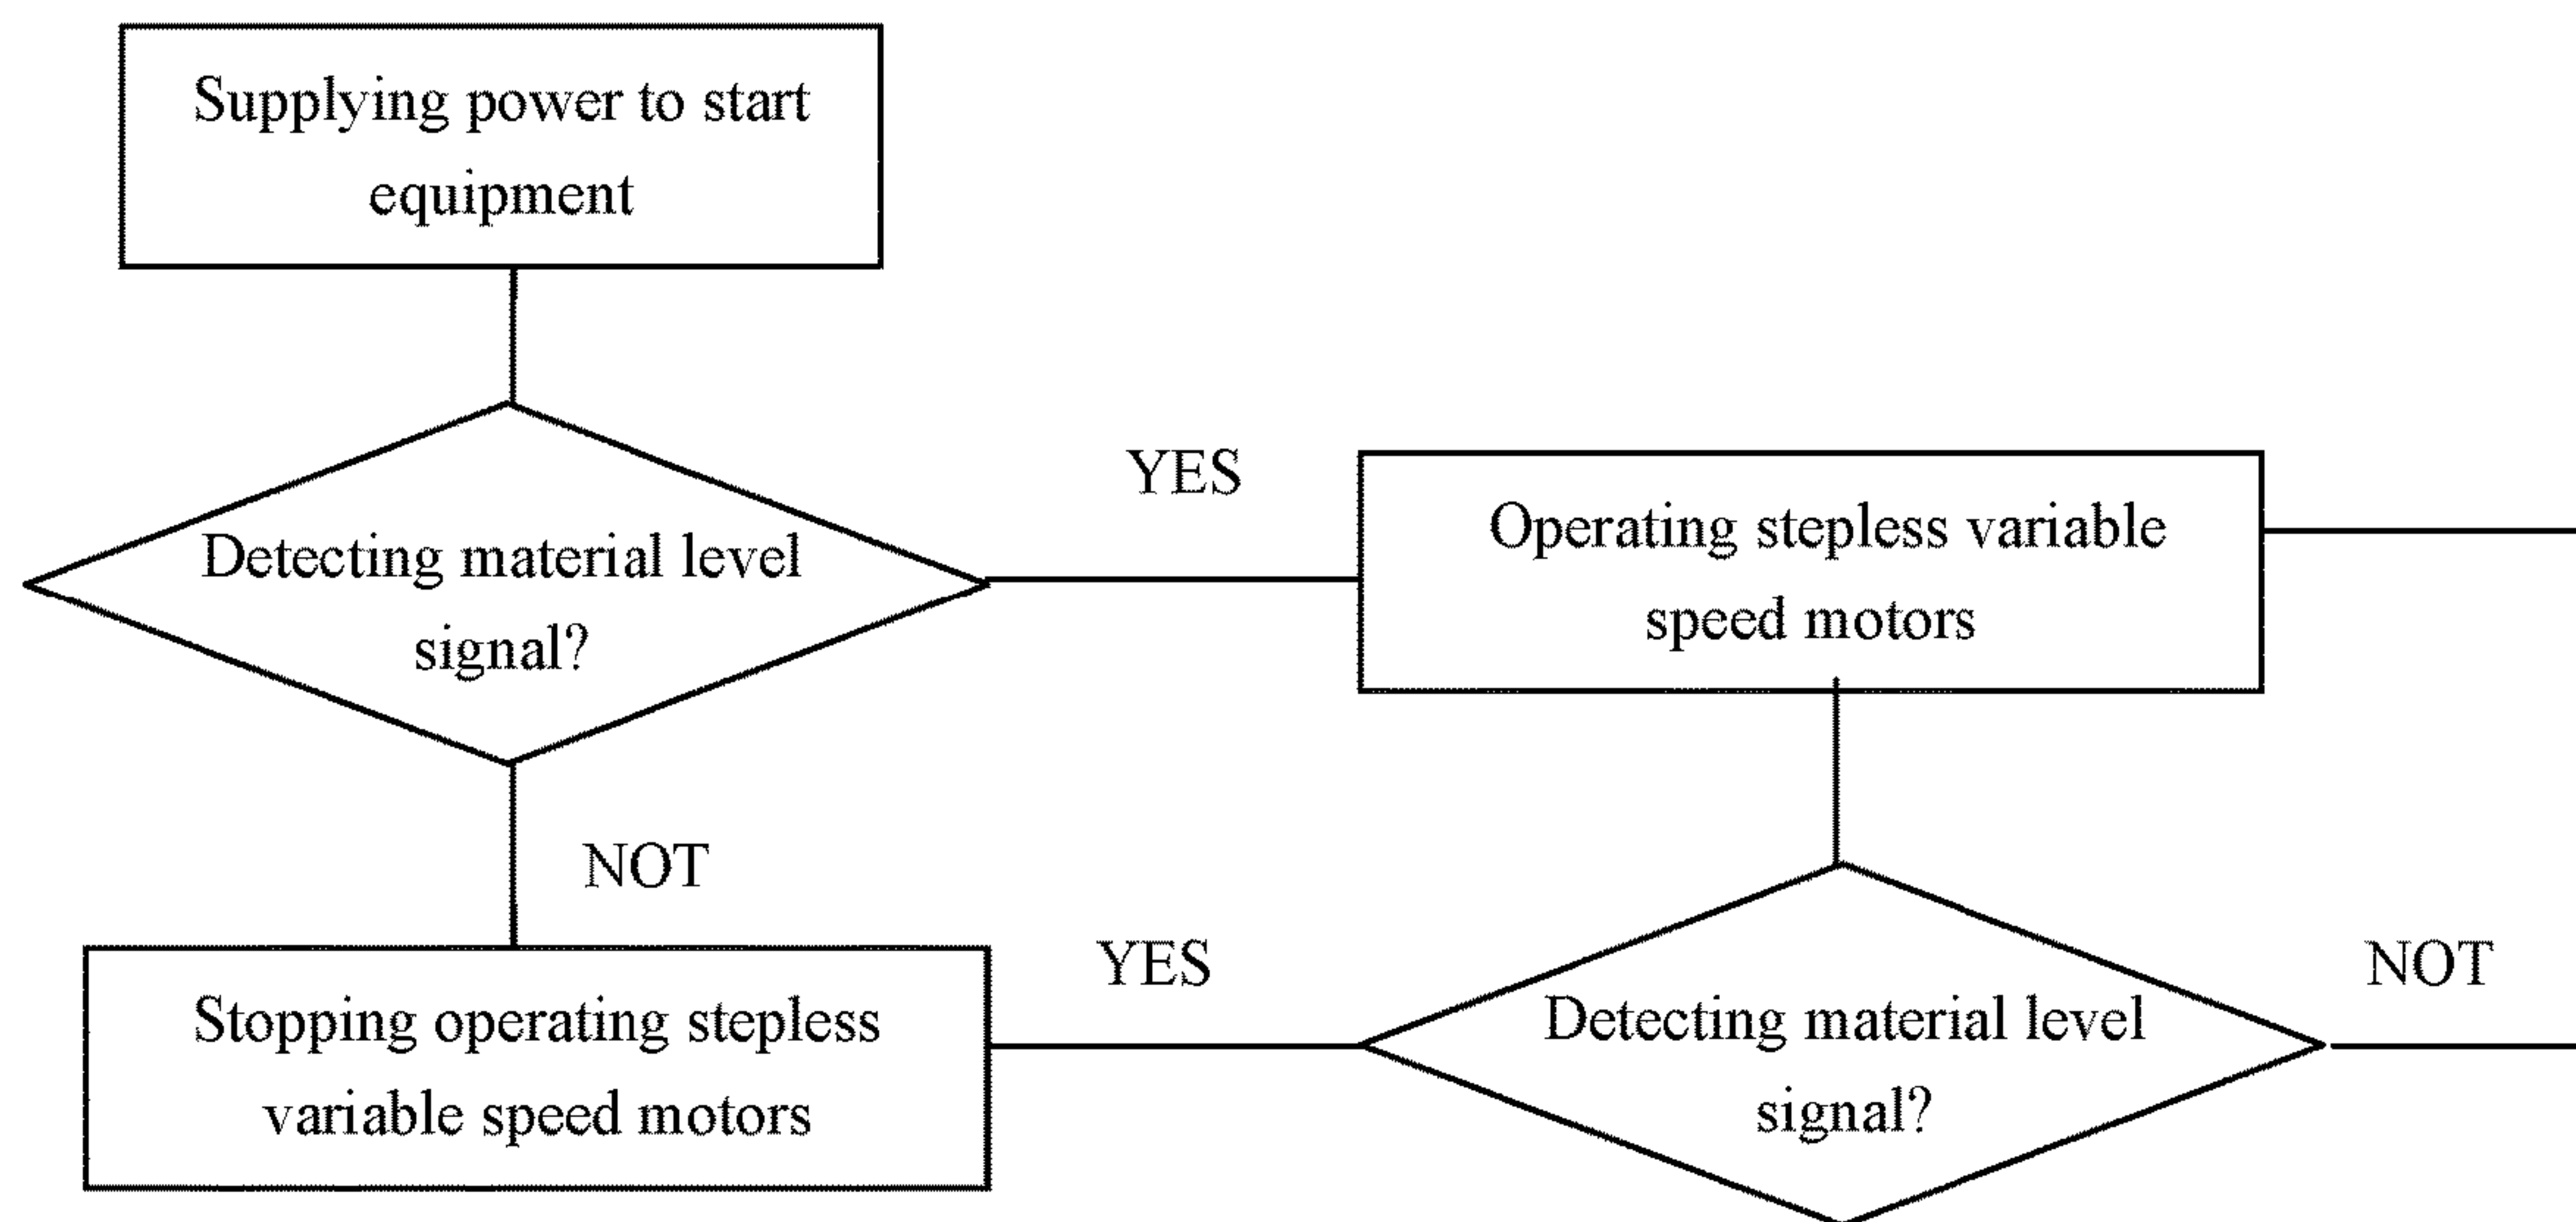 Supplying power to start
equipment
YES
Operating stepless variable
speed motors
Detecting material level
signal?
NOT
YES
NOT
Stopping operating stepless
variable speed motors
Detecting material level
signal?